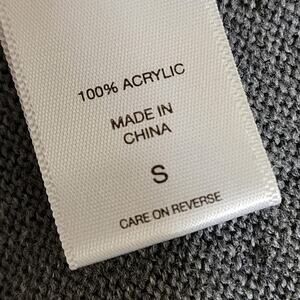 100% ACRYLIC
MADE IN
CHINA
S
CARE ON REVERSE